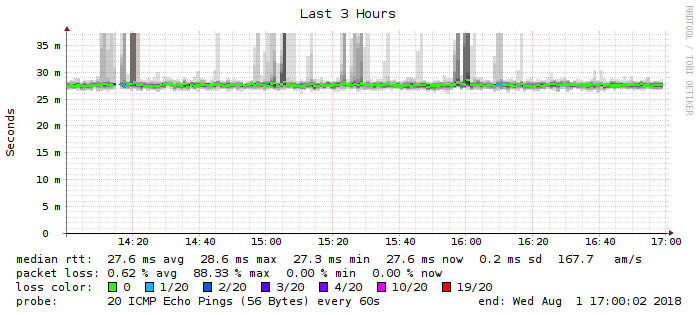 Last 3 Hours
RRDTOOL / TOBI OETIKER
Seconds
35 m
30 m
25 m
20 m
15 m
10 m
5 m
0
14:20 14:40 15:00 15:20 15:40 16:00 16:20 16:40 17:00
median rtt: 27.6 ms avg 28.6 ms max 27.3 ms min 27.6 ms now 0.2 ms sd 167.7 am/s
packet loss: 0.62 % avg 88.33 % max 0.00 % min 0.00 % now
loss color: 0 1/20 2/20 3/20 4/20 10/20 19/20
probe: 20 ICMP Echo Pings (56 Bytes) every 60s end: Wed Aug 1 17:00:02 2018